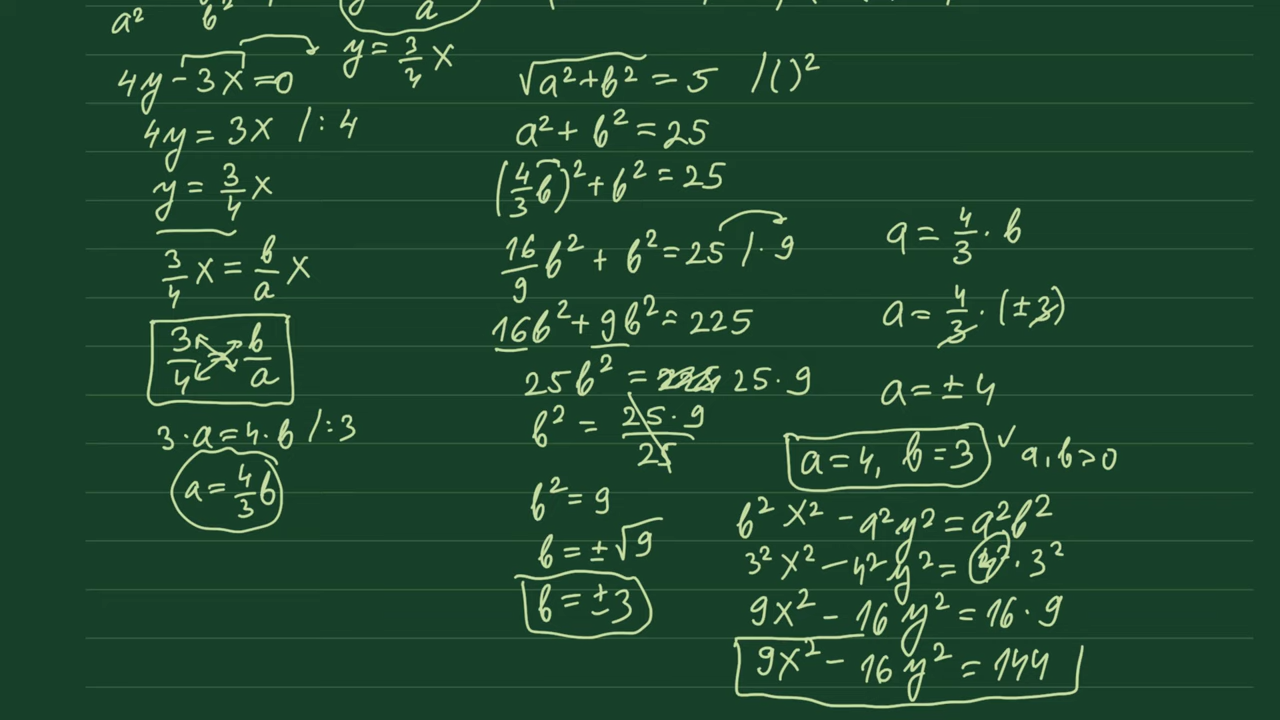 a² b² a
4y - 3x = 0
4y = 3x /: 4
y = 3/4 x
3/4 x = b/a x
3/4 = b/a
3·a = 4·b /:3
a = 4/3 b
y = 3/4 x
√(a²+b²) = 5 /()²
a² + b² = 25
(4/3 b)² + b² = 25
16/9 b² + b² = 25 /·9
16b² + 9b² = 225
25b² = 25·9
b² = 25·9/25
b² = 9
b = ±√9
b = ±3
a = 4/3 · b
a = 4/3 · (±3)
a = ±4
a = 4, b = 3 ✓ a, b > 0
b²x² - a²y² = a²b²
3²x² - 4²y² = 4²·3²
9x² - 16y² = 16·9
9x² - 16y² = 144